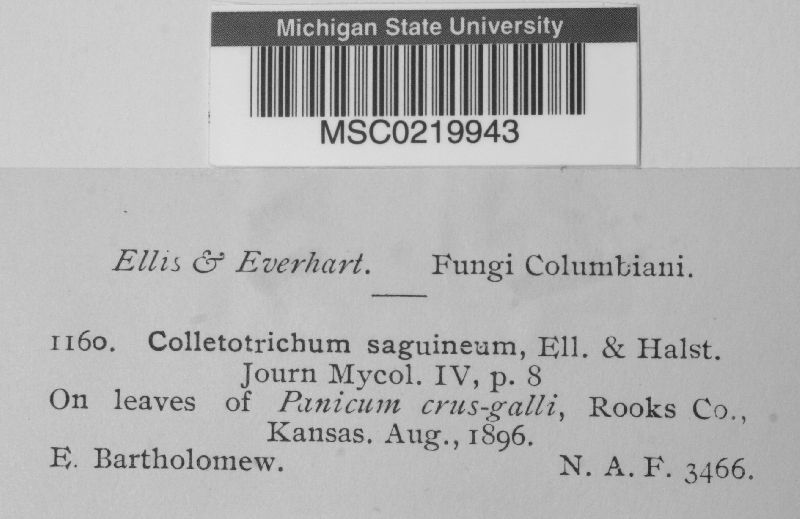 Michigan State University
MSC0219943
Ellis & Everhart. Fungi Columbiani.
1160. Colletotrichum saguineum, Ell. & Halst.
Journ Mycol. IV, p. 8
On leaves of Panicum crus-galli, Rooks Co.,
Kansas. Aug., 1896.
E. Bartholomew. N. A. F. 3466.